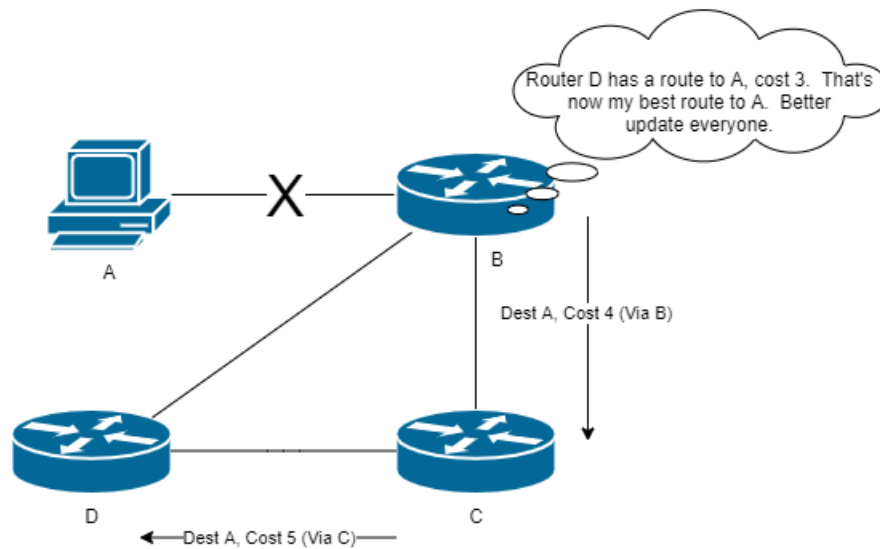 Router D has a route to A, cost 3.  That's
now my best route to A.  Better
update everyone.
X
A
B
Dest A, Cost 4 (Via B)
D
C
Dest A, Cost 5 (Via C)